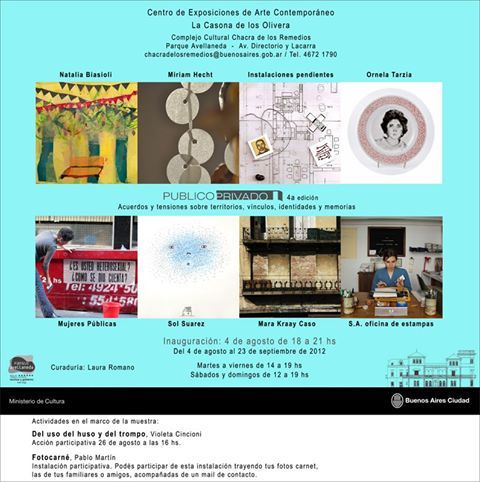 Centro de Exposiciones de Arte Contemporáneo
La Casona de los Olivera
Complejo Cultural Chacra de los Remedios
Parque Avellaneda - Av. Directorio y Lacarra
chacradelosremedios@buenosaires.gob.ar / Tel. 4672 1790
Natalia Biasioli
Miriam Hecht
Instalaciones pendientes
Ornela Tarzia
PUBLICOPRIVADO 4a edición
Acuerdos y tensiones sobre territorios, vínculos, identidades y memorias
¿ES USTED HETEROSEXUAL?
¿CÓMO SE DIO CUENTA?
Tel: 4924 50
Mujeres Públicas
Sol Suarez
Mara Kraay Caso
S.A. oficina de estampas
Inauguración: 4 de agosto de 18 a 21 hs
Del 4 de agosto al 23 de septiembre de 2012
Martes a viernes de 14 a 19 hs
Sábados y domingos de 12 a 19 hs
Curaduría: Laura Romano
Ministerio de Cultura
Buenos Aires Ciudad
Actividades en el marco de la muestra:
Del uso del huso y del trompo, Violeta Cincioni
Acción participativa 26 de agosto a las 16 hs.
Fotocarné, Pablo Martín
Instalación participativa. Podés participar de esta instalación trayendo tus fotos carnet,
las de tus familiares o amigos, acompañadas de un mail de contacto.